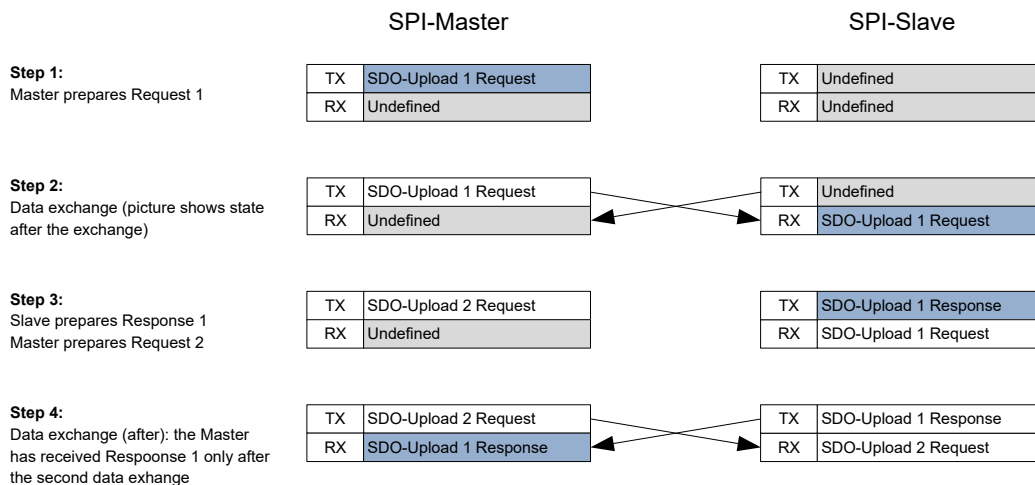 SPI-Master SPI-Slave
Step 1:
Master prepares Request 1
TX SDO-Upload 1 Request
RX Undefined
TX Undefined
RX Undefined
Step 2:
Data exchange (picture shows state
after the exchange)
TX SDO-Upload 1 Request
RX Undefined
TX Undefined
RX SDO-Upload 1 Request
Step 3:
Slave prepares Response 1
Master prepares Request 2
TX SDO-Upload 2 Request
RX Undefined
TX SDO-Upload 1 Response
RX SDO-Upload 1 Request
Step 4:
Data exchange (after): the Master
has received Respoonse 1 only after
the second data exhange
TX SDO-Upload 2 Request
RX SDO-Upload 1 Response
TX SDO-Upload 1 Response
RX SDO-Upload 2 Request